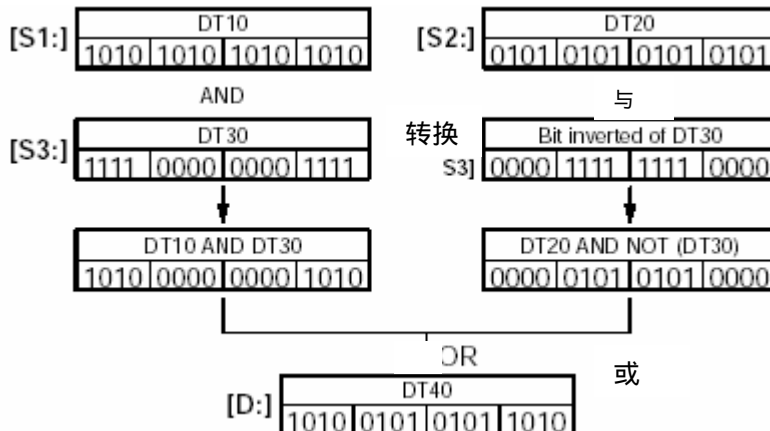 DT10
[S1:] 1010 1010 1010 1010
DT20
[S2:] 0101 0101 0101 0101
AND
与
DT30
[S3:] 1111 0000 0000 1111
转换
Bit inverted of DT30
S3] 0000 1111 1111 0000
DT10 AND DT30
1010 0000 0000 1010
DT20 AND NOT (DT30)
0000 0101 0101 0000
OR
或
DT40
[D:] 1010 0101 0101 1010